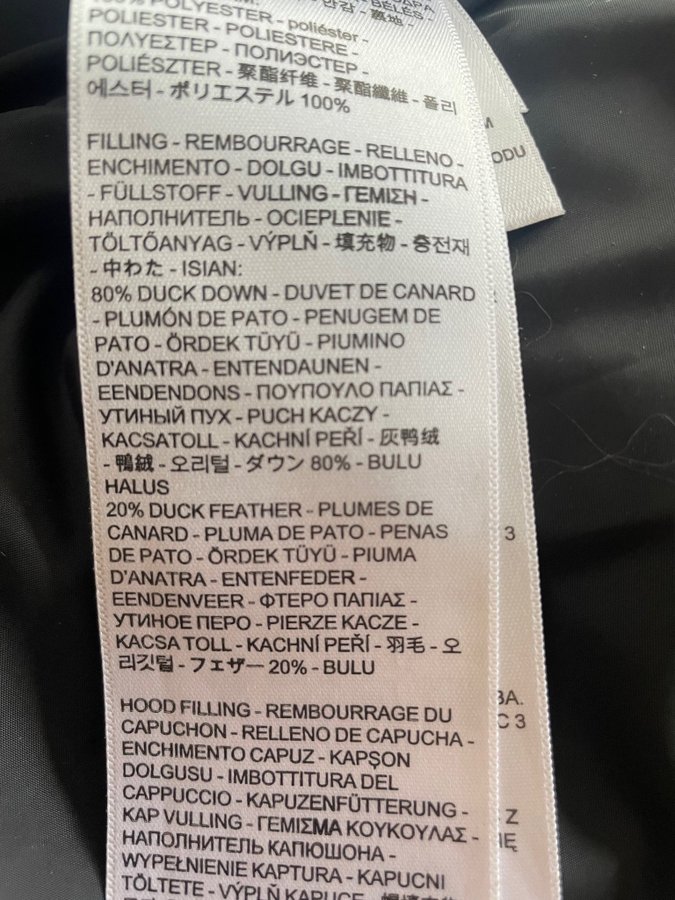 100% POLYESTER - poliéster -
POLIESTER - POLIESTERE -
ΠΟΛΥΕΣΤΕΡ - ПОЛИЭСТЕР -
POLIÉSZTER - 聚酯纤维 - 聚酯纖維 - 폴리
에스터 - ポリエステル 100%
FILLING - REMBOURRAGE - RELLENO -
ENCHIMENTO - DOLGU - IMBOTTITURA
- FÜLLSTOFF - VULLING - ΓΕΜΙΣΗ -
НАПОЛНИТЕЛЬ - OCIEPLENIE -
TÖLTŐANYAG - VÝPLŇ - 填充物 - 충전재
- 中わた - ISIAN:
80% DUCK DOWN - DUVET DE CANARD
- PLUMÓN DE PATO - PENUGEM DE
PATO - ÖRDEK TÜYÜ - PIUMINO
D'ANATRA - ENTENDAUNEN -
EENDENDONS - ΠΟΥΠΟΥΛΟ ΠΑΠΙΑΣ -
УТИНЫЙ ПУХ - PUCH KACZY -
KACSATOLL - KACHNÍ PEŘÍ - 灰鸭绒
- 鴨絨 - 오리털 - ダウン 80% - BULU
HALUS
20% DUCK FEATHER - PLUMES DE
CANARD - PLUMA DE PATO - PENAS
DE PATO - ÖRDEK TÜYÜ - PIUMA
D'ANATRA - ENTENFEDER -
EENDENVEER - ΦΤΕΡΟ ΠΑΠΙΑΣ -
УТИНОЕ ПЕРО - PIERZE KACZE -
KACSA TOLL - KACHNÍ PEŘÍ - 羽毛 - 오
리깃털 - フェザー 20% - BULU
HOOD FILLING - REMBOURRAGE DU
CAPUCHON - RELLENO DE CAPUCHA -
ENCHIMENTO CAPUZ - KAPŞON
DOLGUSU - IMBOTTITURA DEL
CAPPUCCIO - KAPUZENFÜTTERUNG -
KAP VULLING - ΓΕΜΙΣΜΑ ΚΟΥΚΟΥΛΑΣ -
НАПОЛНИТЕЛЬ КАПЮШОНА -
WYPEŁNIENIE KAPTURA - KAPUCNI
TÖLTETE - VÝPLŇ KAPUCE - 帽填充